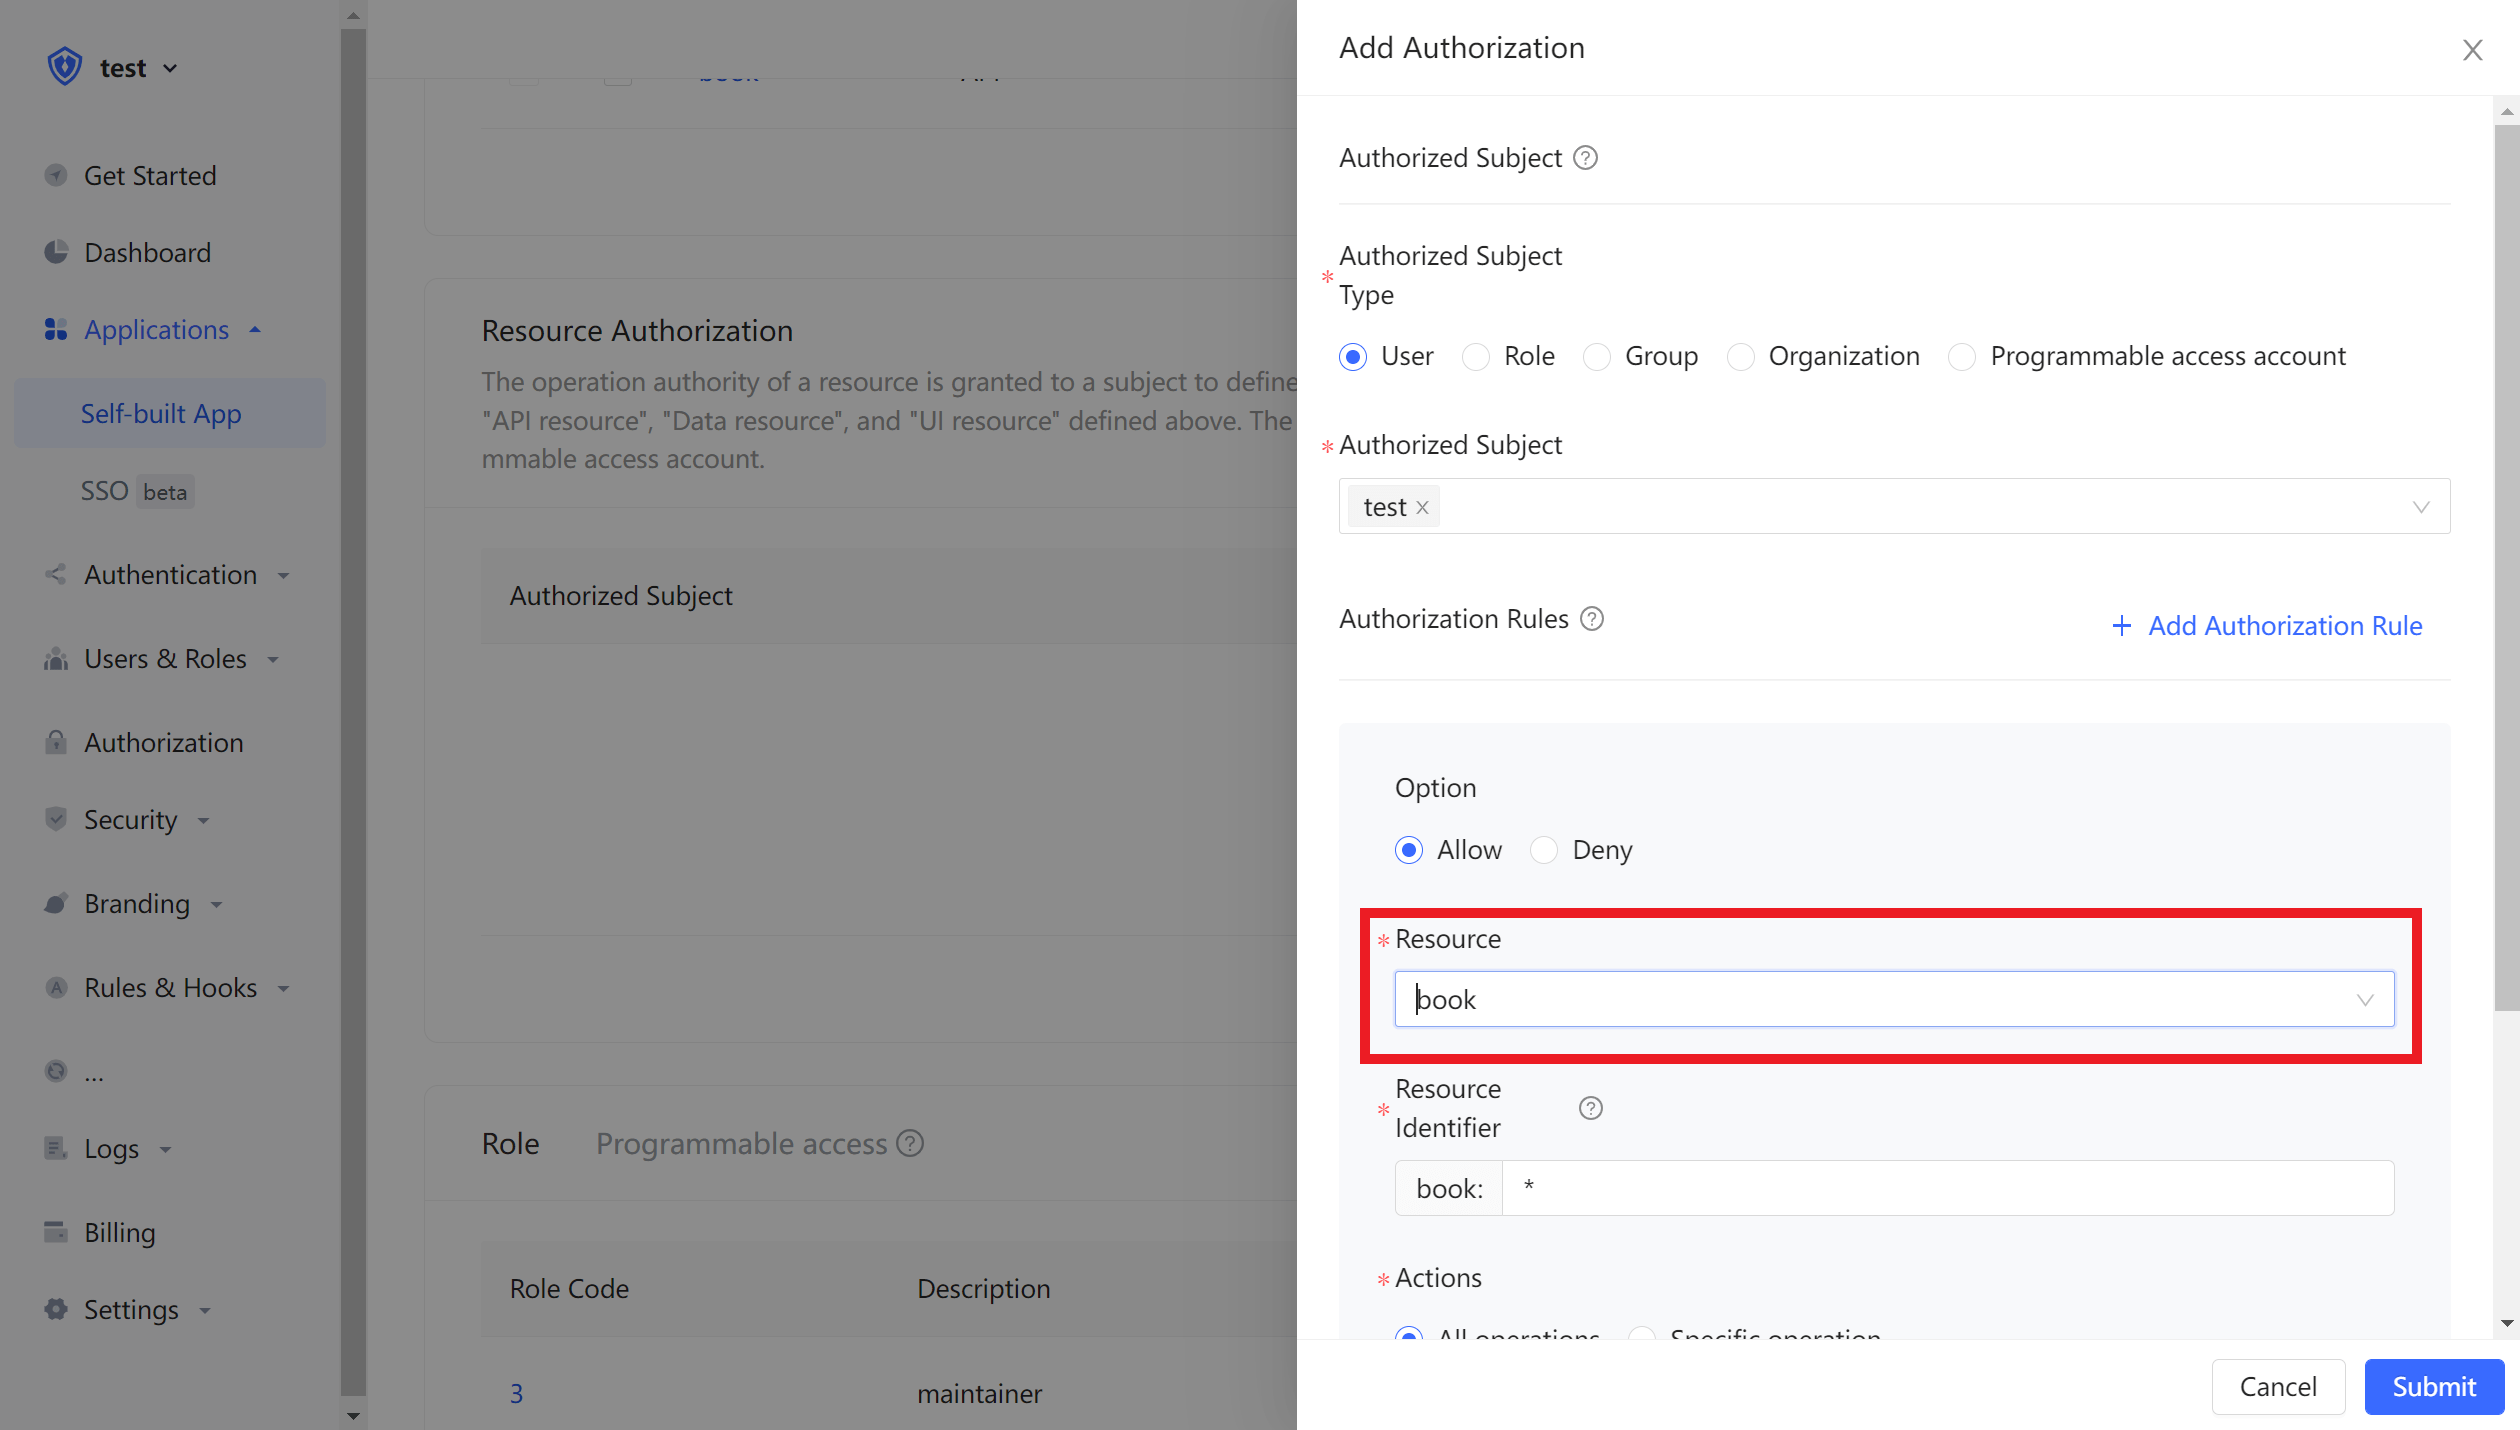 test
Get Started
Dashboard
Applications
Self-built App
SSO beta
Authentication
Users & Roles
Authorization
Security
Branding
Rules & Hooks
...
Logs
Billing
Settings
Resource Authorization
The operation authority of a resource is granted to a subject to define
"API resource", "Data resource", and "UI resource" defined above. The
mmable access account.
Authorized Subject
Role Programmable access
Role Code Description
3 maintainer
Add Authorization
Authorized Subject
Authorized Subject
* Type
User Role Group Organization Programmable access account
* Authorized Subject
test x
Authorization Rules
+ Add Authorization Rule
Option
Allow Deny
* Resource
book
Resource
* Identifier
book: *
* Actions
All operations Specific operation
Cancel Submit